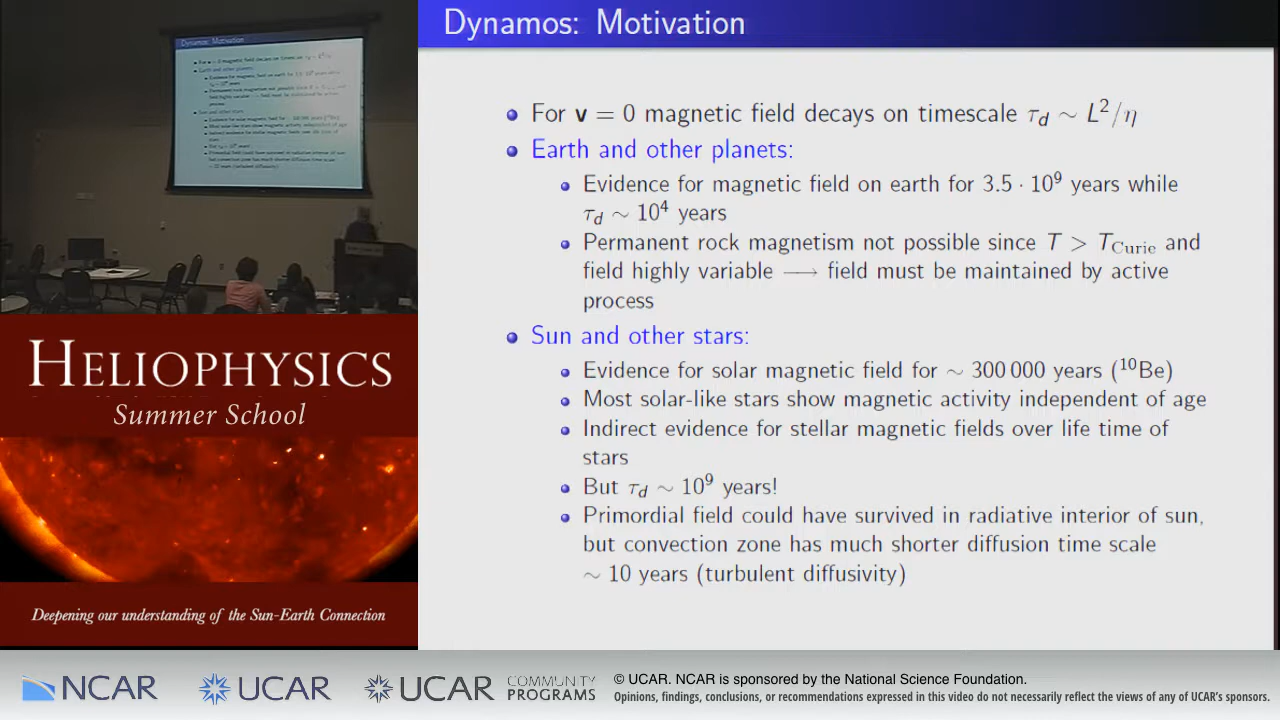 Dynamos: Motivation
For v = 0 magnetic field decays on timescale τd ∼ L²/η
Earth and other planets:
Evidence for magnetic field on earth for 3.5 · 10⁹ years while
τd ∼ 10⁴ years
Permanent rock magnetism not possible since T > TCurie and
field highly variable ⟶ field must be maintained by active
process
Sun and other stars:
Evidence for solar magnetic field for ∼ 300 000 years (¹⁰Be)
Most solar-like stars show magnetic activity independent of age
Indirect evidence for stellar magnetic fields over life time of
stars
But τd ∼ 10⁹ years!
Primordial field could have survived in radiative interior of sun,
but convection zone has much shorter diffusion time scale
∼ 10 years (turbulent diffusivity)
Dynamos: Motivation
HELIOPHYSICS
Summer School
Deepening our understanding of the Sun-Earth Connection
NCAR
UCAR
UCAR
COMMUNITY
PROGRAMS
© UCAR. NCAR is sponsored by the National Science Foundation.
Opinions, findings, conclusions, or recommendations expressed in this video do not necessarily reflect the views of any of UCAR's sponsors.